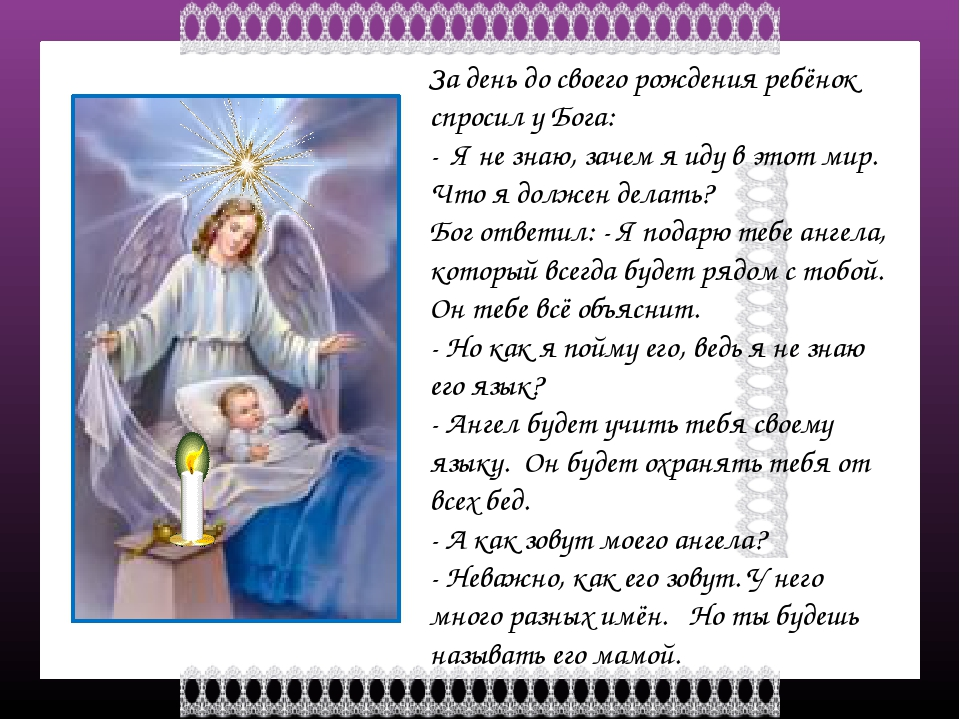 За день до своего рождения ребёнок
спросил у Бога:
- Я не знаю, зачем я иду в этот мир.
Что я должен делать?
Бог ответил: - Я подарю тебе ангела,
который всегда будет рядом с тобой.
Он тебе всё объяснит.
- Но как я пойму его, ведь я не знаю
его язык?
- Ангел будет учить тебя своему
языку. Он будет охранять тебя от
всех бед.
- А как зовут моего ангела?
- Неважно, как его зовут. У него
много разных имён. Но ты будешь
называть его мамой.